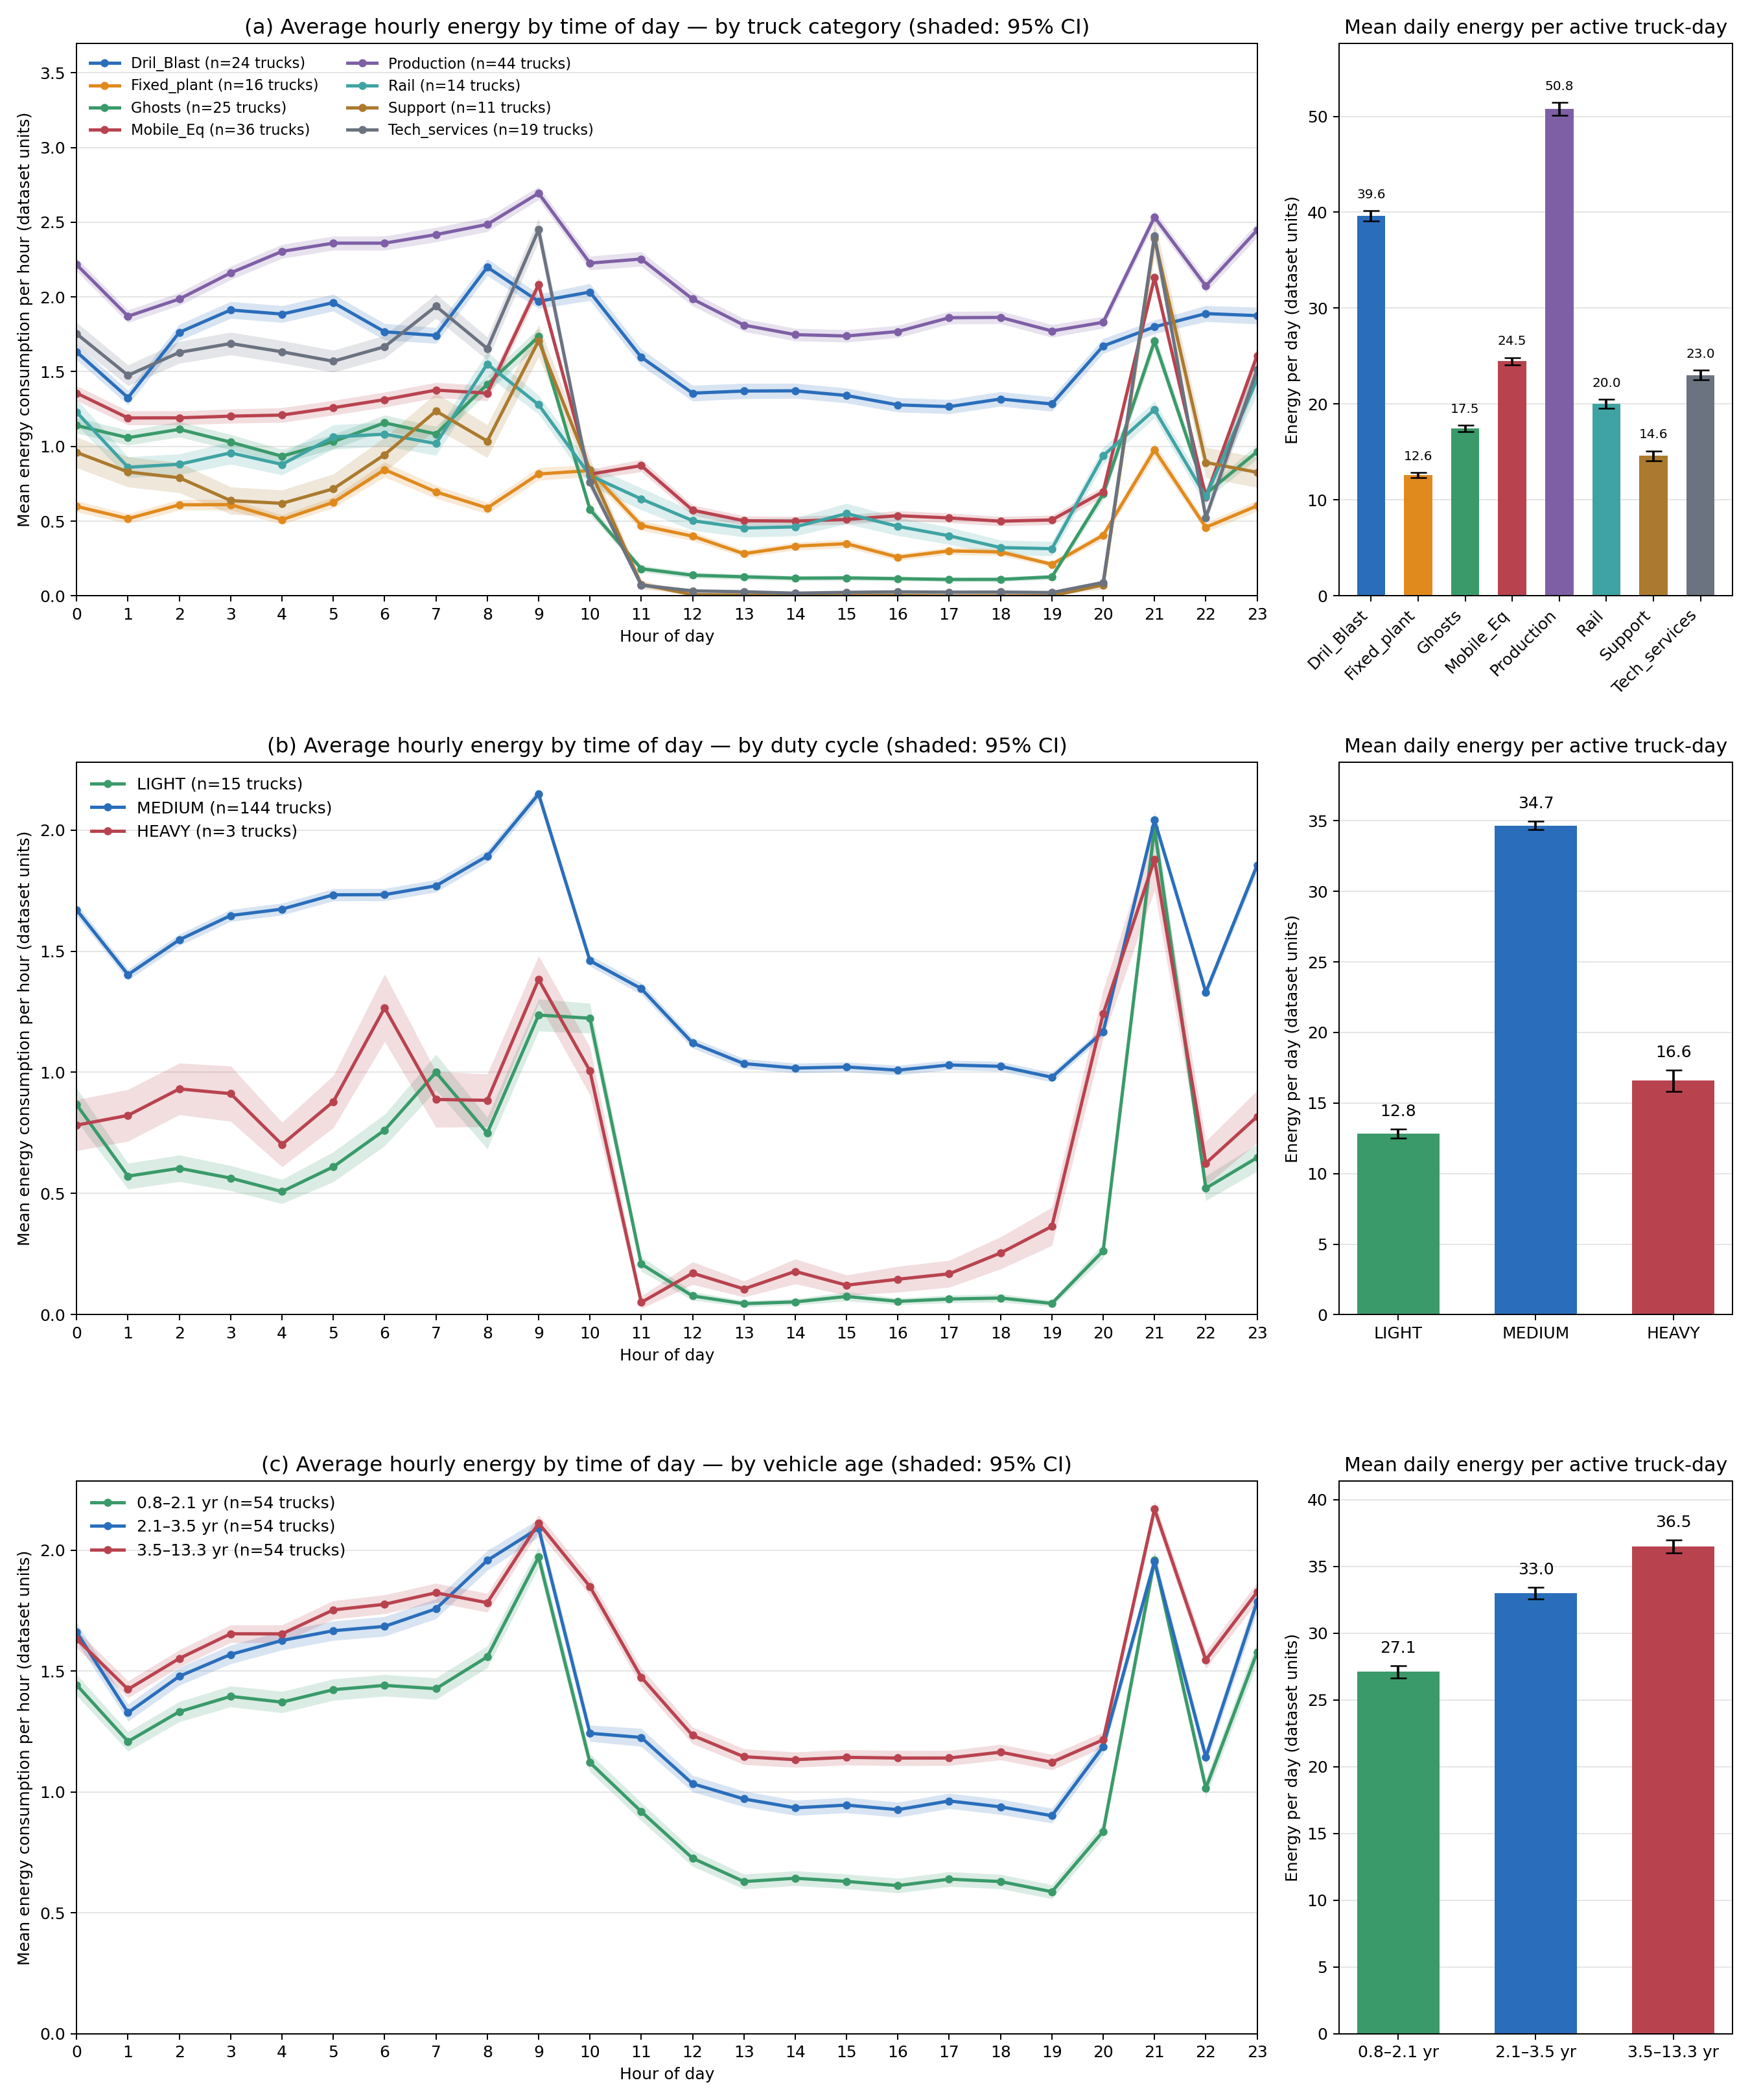 (a) Average hourly energy by time of day — by truck category (shaded: 95% CI)
Mean energy consumption per hour (dataset units)
3.5
3.0
2.5
2.0
1.5
1.0
0.5
0.0
Dril_Blast (n=24 trucks)
Fixed_plant (n=16 trucks)
Ghosts (n=25 trucks)
Mobile_Eq (n=36 trucks)
Production (n=44 trucks)
Rail (n=14 trucks)
Support (n=11 trucks)
Tech_services (n=19 trucks)
0 1 2 3 4 5 6 7 8 9 10 11 12 13 14 15 16 17 18 19 20 21 22 23
Hour of day
Mean daily energy per active truck-day
Energy per day (dataset units)
50
40
30
20
10
0
39.6
12.6
17.5
24.5
50.8
20.0
14.6
23.0
Dril_Blast
Fixed_plant
Ghosts
Mobile_Eq
Production
Rail
Support
Tech_services
(b) Average hourly energy by time of day — by duty cycle (shaded: 95% CI)
Mean energy consumption per hour (dataset units)
2.0
1.5
1.0
0.5
0.0
LIGHT (n=15 trucks)
MEDIUM (n=144 trucks)
HEAVY (n=3 trucks)
0 1 2 3 4 5 6 7 8 9 10 11 12 13 14 15 16 17 18 19 20 21 22 23
Hour of day
Mean daily energy per active truck-day
Energy per day (dataset units)
35
30
25
20
15
10
5
0
12.8
34.7
16.6
LIGHT
MEDIUM
HEAVY
(c) Average hourly energy by time of day — by vehicle age (shaded: 95% CI)
Mean energy consumption per hour (dataset units)
2.0
1.5
1.0
0.5
0.0
0.8–2.1 yr (n=54 trucks)
2.1–3.5 yr (n=54 trucks)
3.5–13.3 yr (n=54 trucks)
0 1 2 3 4 5 6 7 8 9 10 11 12 13 14 15 16 17 18 19 20 21 22 23
Hour of day
Mean daily energy per active truck-day
Energy per day (dataset units)
40
35
30
25
20
15
10
5
0
27.1
33.0
36.5
0.8–2.1 yr
2.1–3.5 yr
3.5–13.3 yr